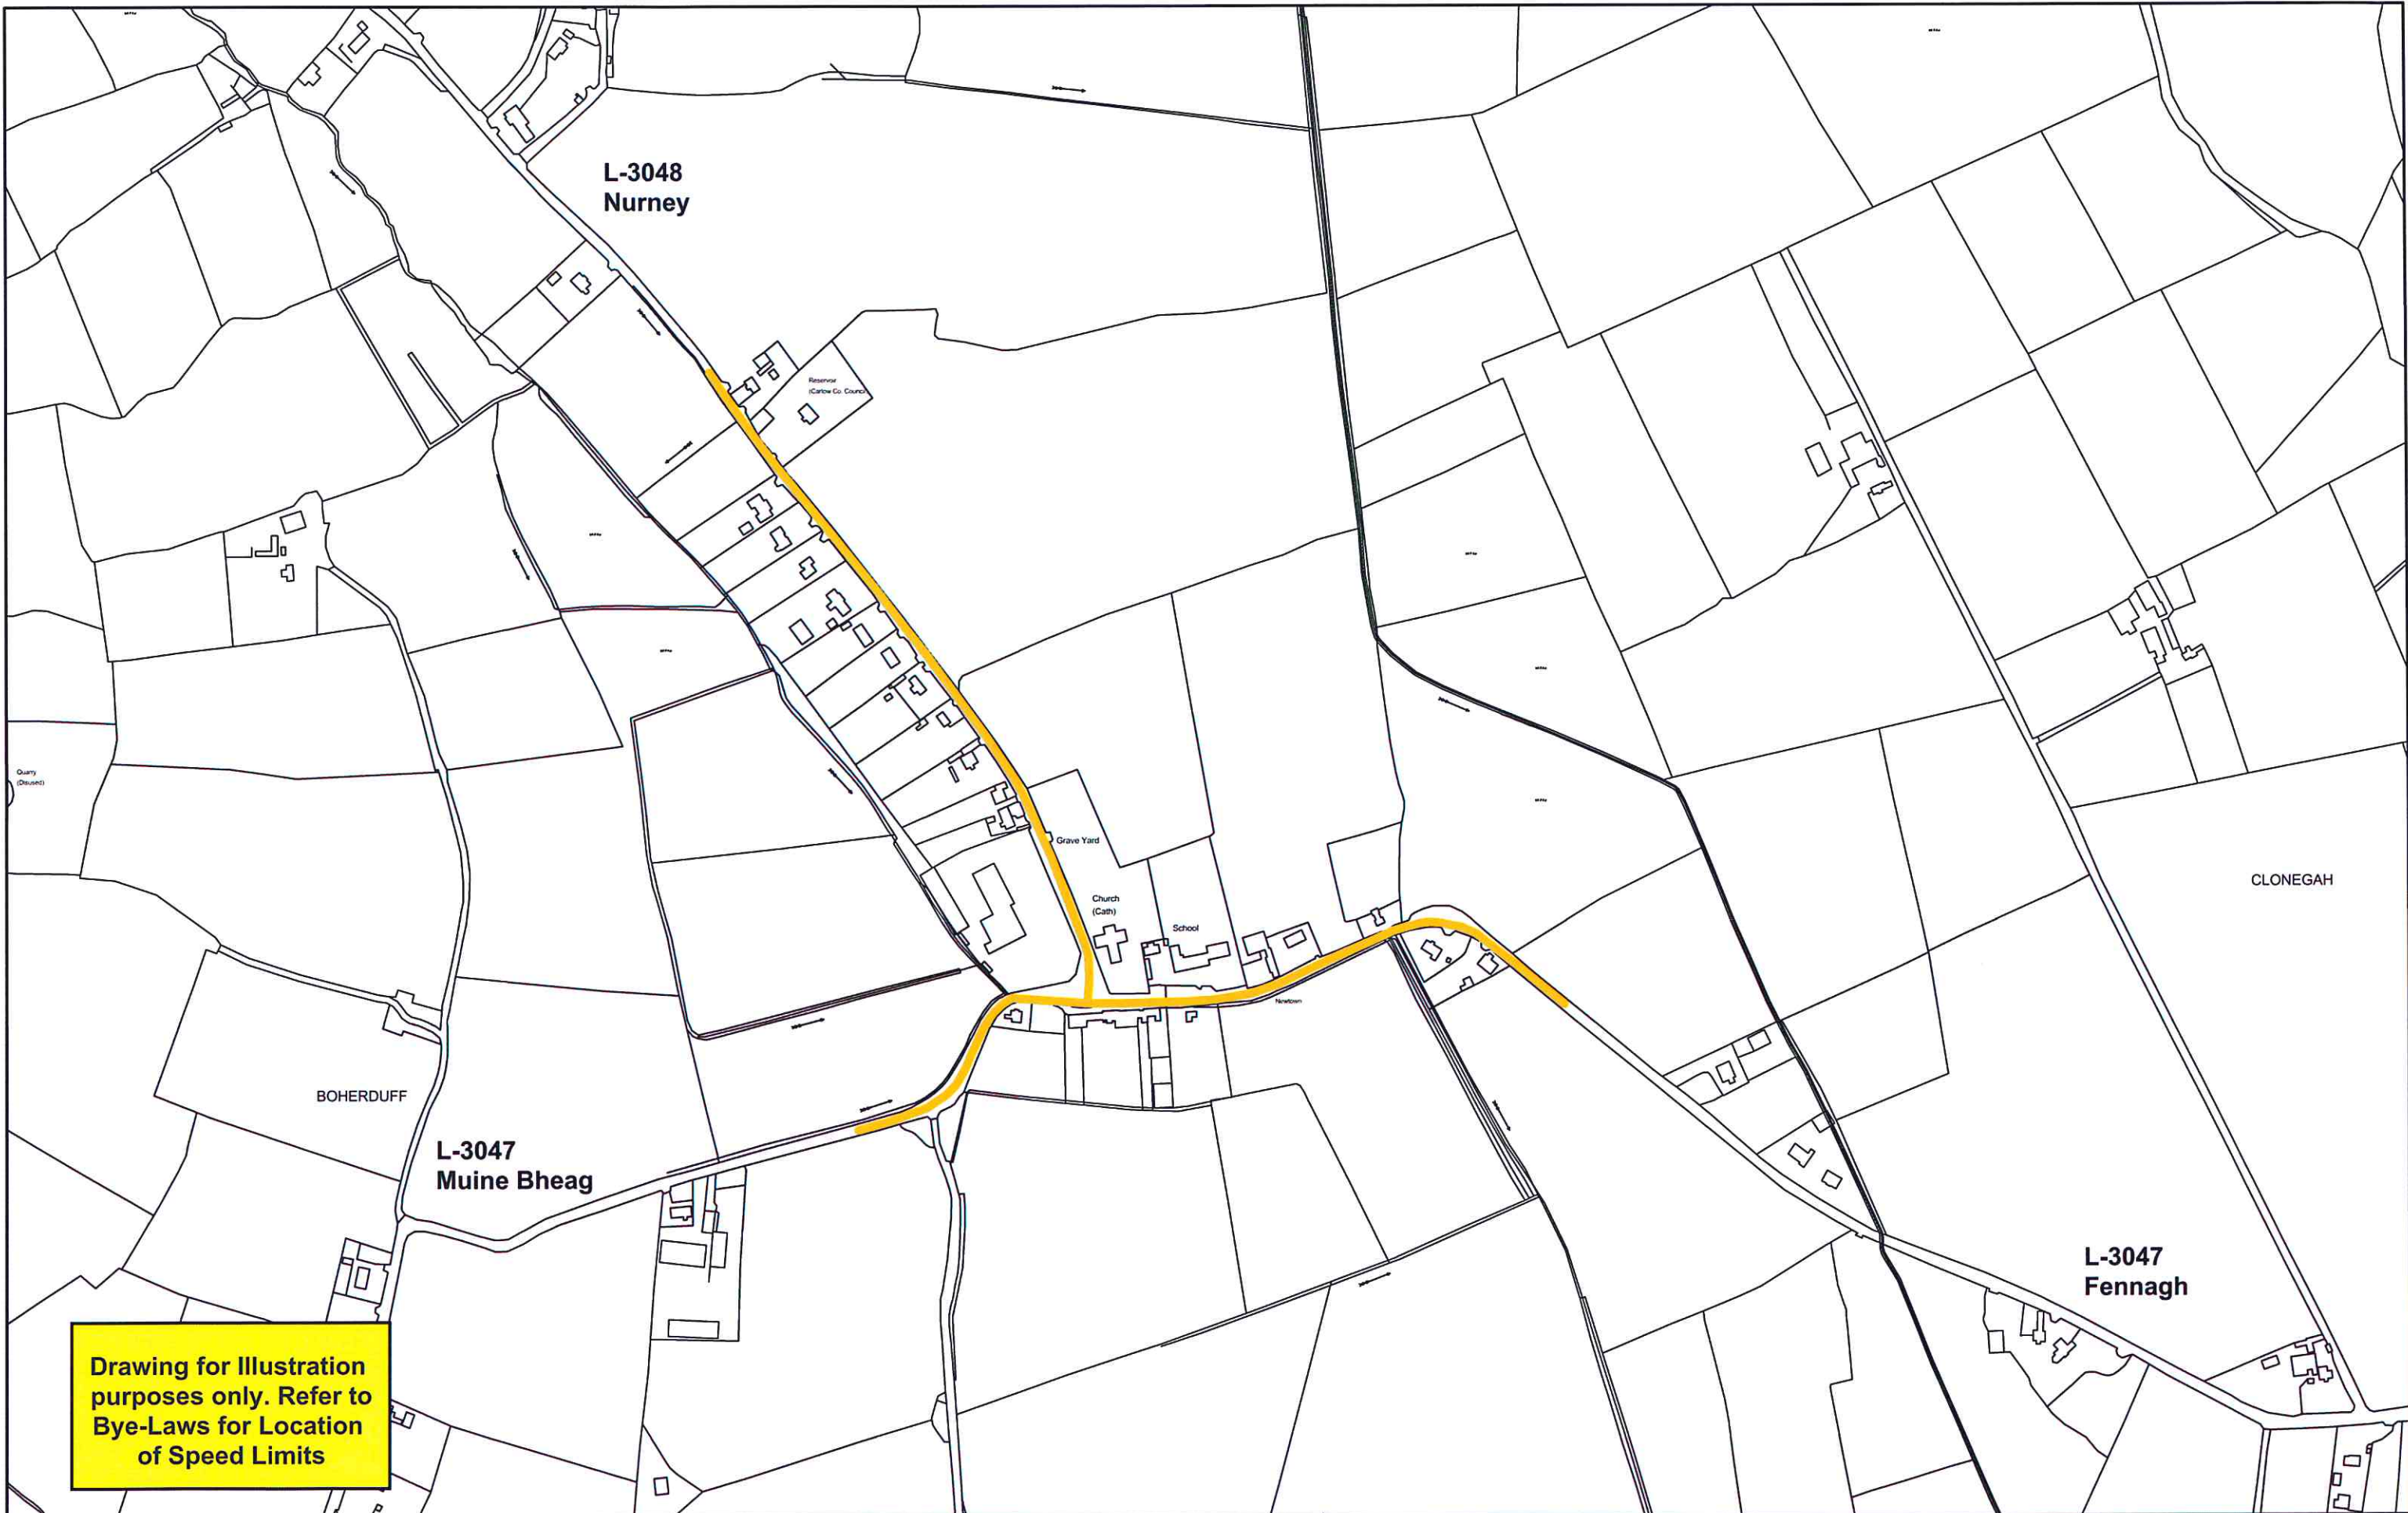 L-3048
Nurney
Reservoir
(Carlow Co. Council)
Quarry
(Disused)
Grave Yard
Church
(Cath)
School
Newtown
CLONEGAH
BOHERDUFF
L-3047
Muine Bheag
L-3047
Fennagh
Drawing for Illustration
purposes only. Refer to
Bye-Laws for Location
of Speed Limits